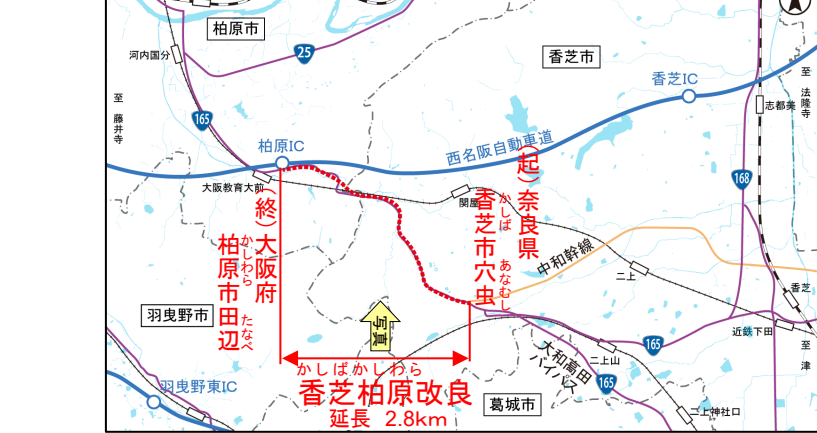 柏原市
河内国分
25
香芝市
香芝IC
至 法隆寺
至 藤井寺
165
志都美
柏原IC
西名阪自動車道
大阪教育大前
関屋
168
(起)奈良県
香芝市穴虫
かしば あなむし
(終)大阪府
柏原市田辺
かしわら たなべ
中和幹線
二上
香芝
羽曳野市
写真
近鉄下田
165
二上山
至 津
大和高田
バイパス
165
かしばかしわら
香芝柏原改良
延長 2.8km
羽曳野東IC
葛城市
二上神社口